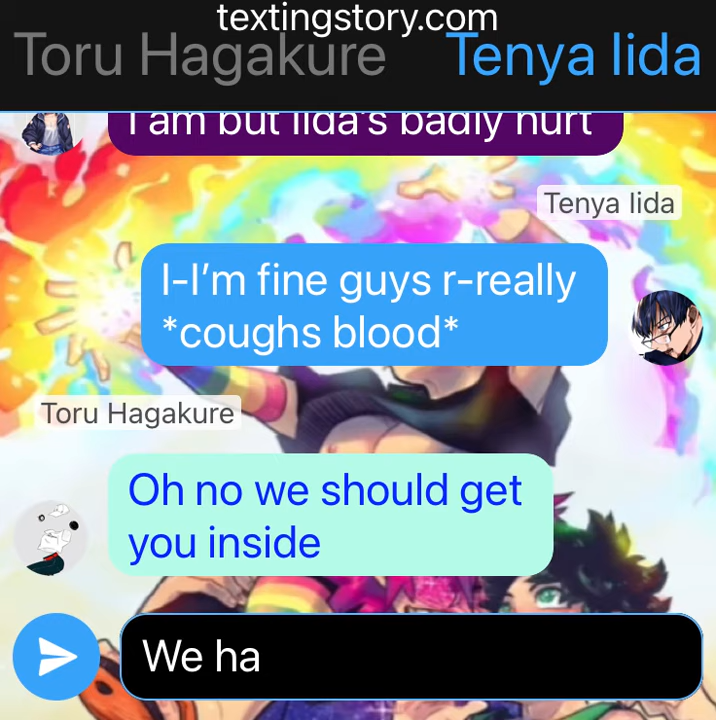 textingstory.com
Toru Hagakure Tenya Iida
I am but Iida's badly hurt
Tenya Iida
I-I'm fine guys r-really
*coughs blood*
Toru Hagakure
Oh no we should get
you inside
We ha